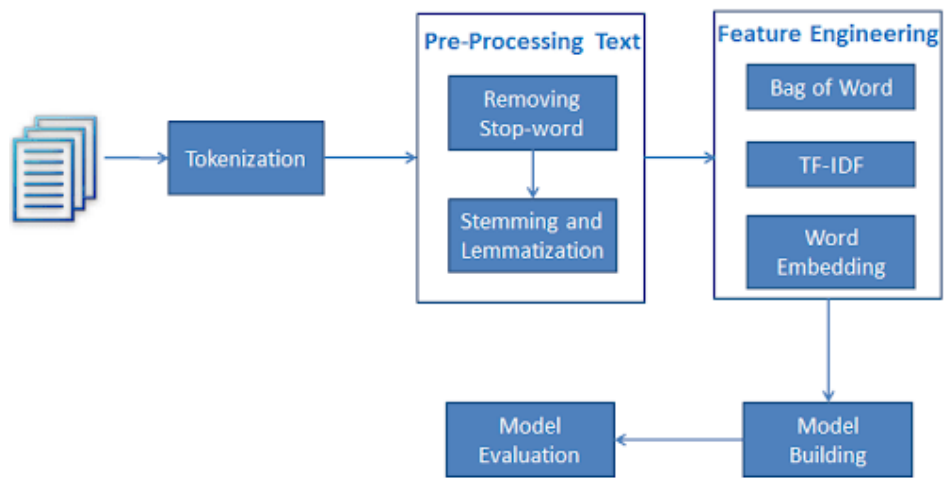 Pre-Processing Text
Feature Engineering
Tokenization
Removing
Stop-word
Stemming and
Lemmatization
Bag of Word
TF-IDF
Word
Embedding
Model
Building
Model
Evaluation